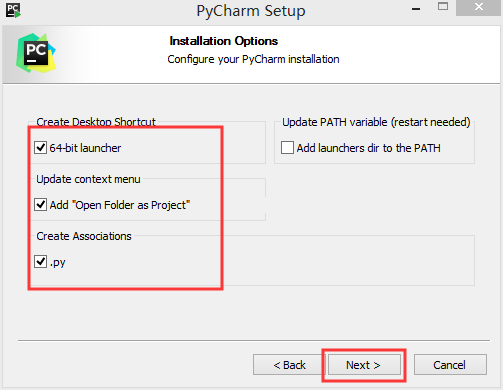 PC
PyCharm Setup
PC
Installation Options
Configure your PyCharm installation
Create Desktop Shortcut
64-bit launcher
Update PATH variable (restart needed)
Add launchers dir to the PATH
Update context menu
Add "Open Folder as Project"
Create Associations
.py
< Back
Next >
Cancel